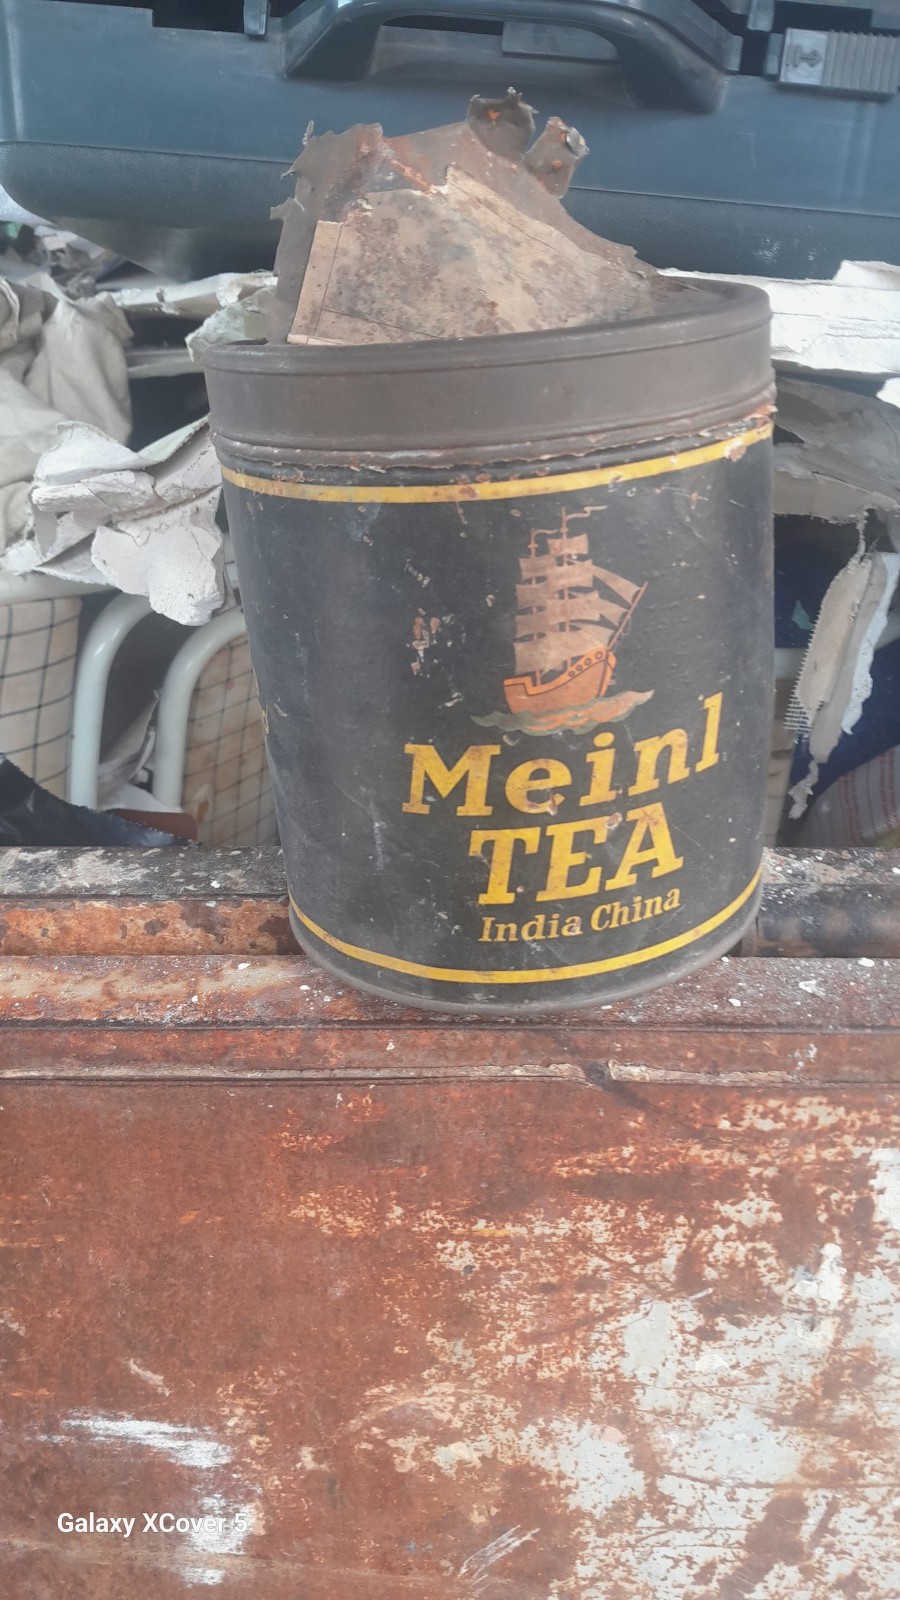 Meinl
TEA
India China
Galaxy XCover 5